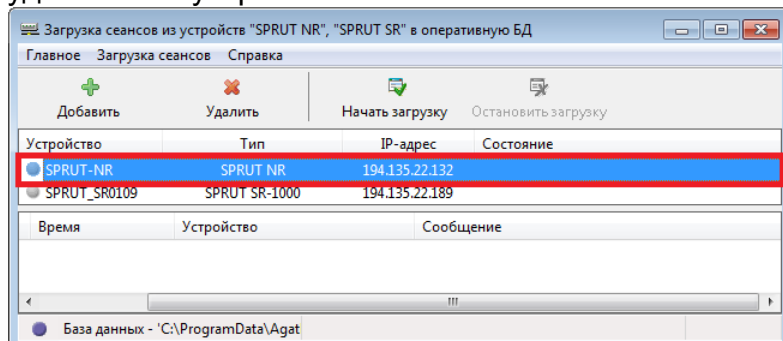 Загрузка сеансов из устройств "SPRUT NR", "SPRUT SR" в оперативную БД
Главное Загрузка сеансов Справка
Добавить Удалить Начать загрузку Остановить загрузку
Устройство Тип IP-адрес Состояние
SPRUT-NR SPRUT NR 194.135.22.132
SPRUT_SR0109 SPRUT SR-1000 194.135.22.189
Время Устройство Сообщение
База данных - 'C:\ProgramData\Agat